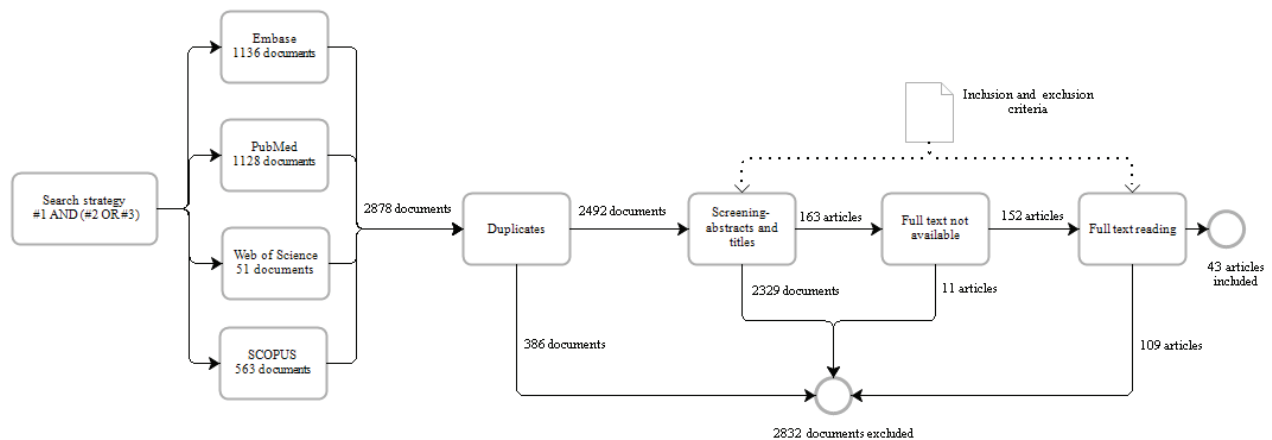 Embase
1136 documents
PubMed
1128 documents
Search strategy
#1 AND (#2 OR #3)
Web of Science
51 documents
SCOPUS
563 documents
2878 documents
Duplicates
2492 documents
386 documents
Inclusion and exclusion
criteria
Screening-
abstracts and
titles
163 articles
2329 documents
Full text not
available
152 articles
11 articles
Full text reading
109 articles
43 articles
included
2832 documents excluded